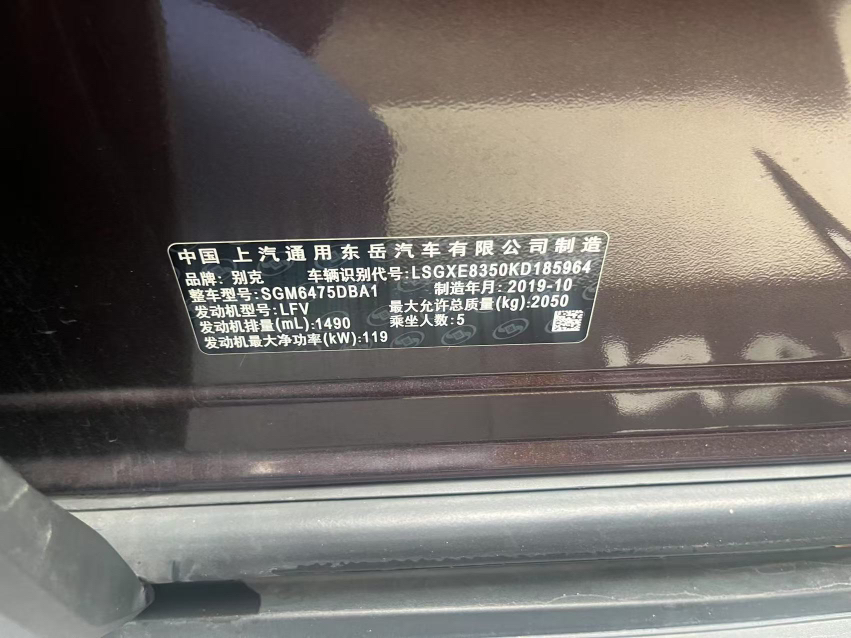 中国 上汽通用东岳汽车有限公司制造
品牌: 别克 车辆识别代号:LSGXE8350KD185964
整车型号:SGM6475DBA1 制造年月:2019-10
发动机型号:LFV 最大允许总质量(kg):2050
发动机排量(mL):1490 乘坐人数:5
发动机最大净功率(kW):119